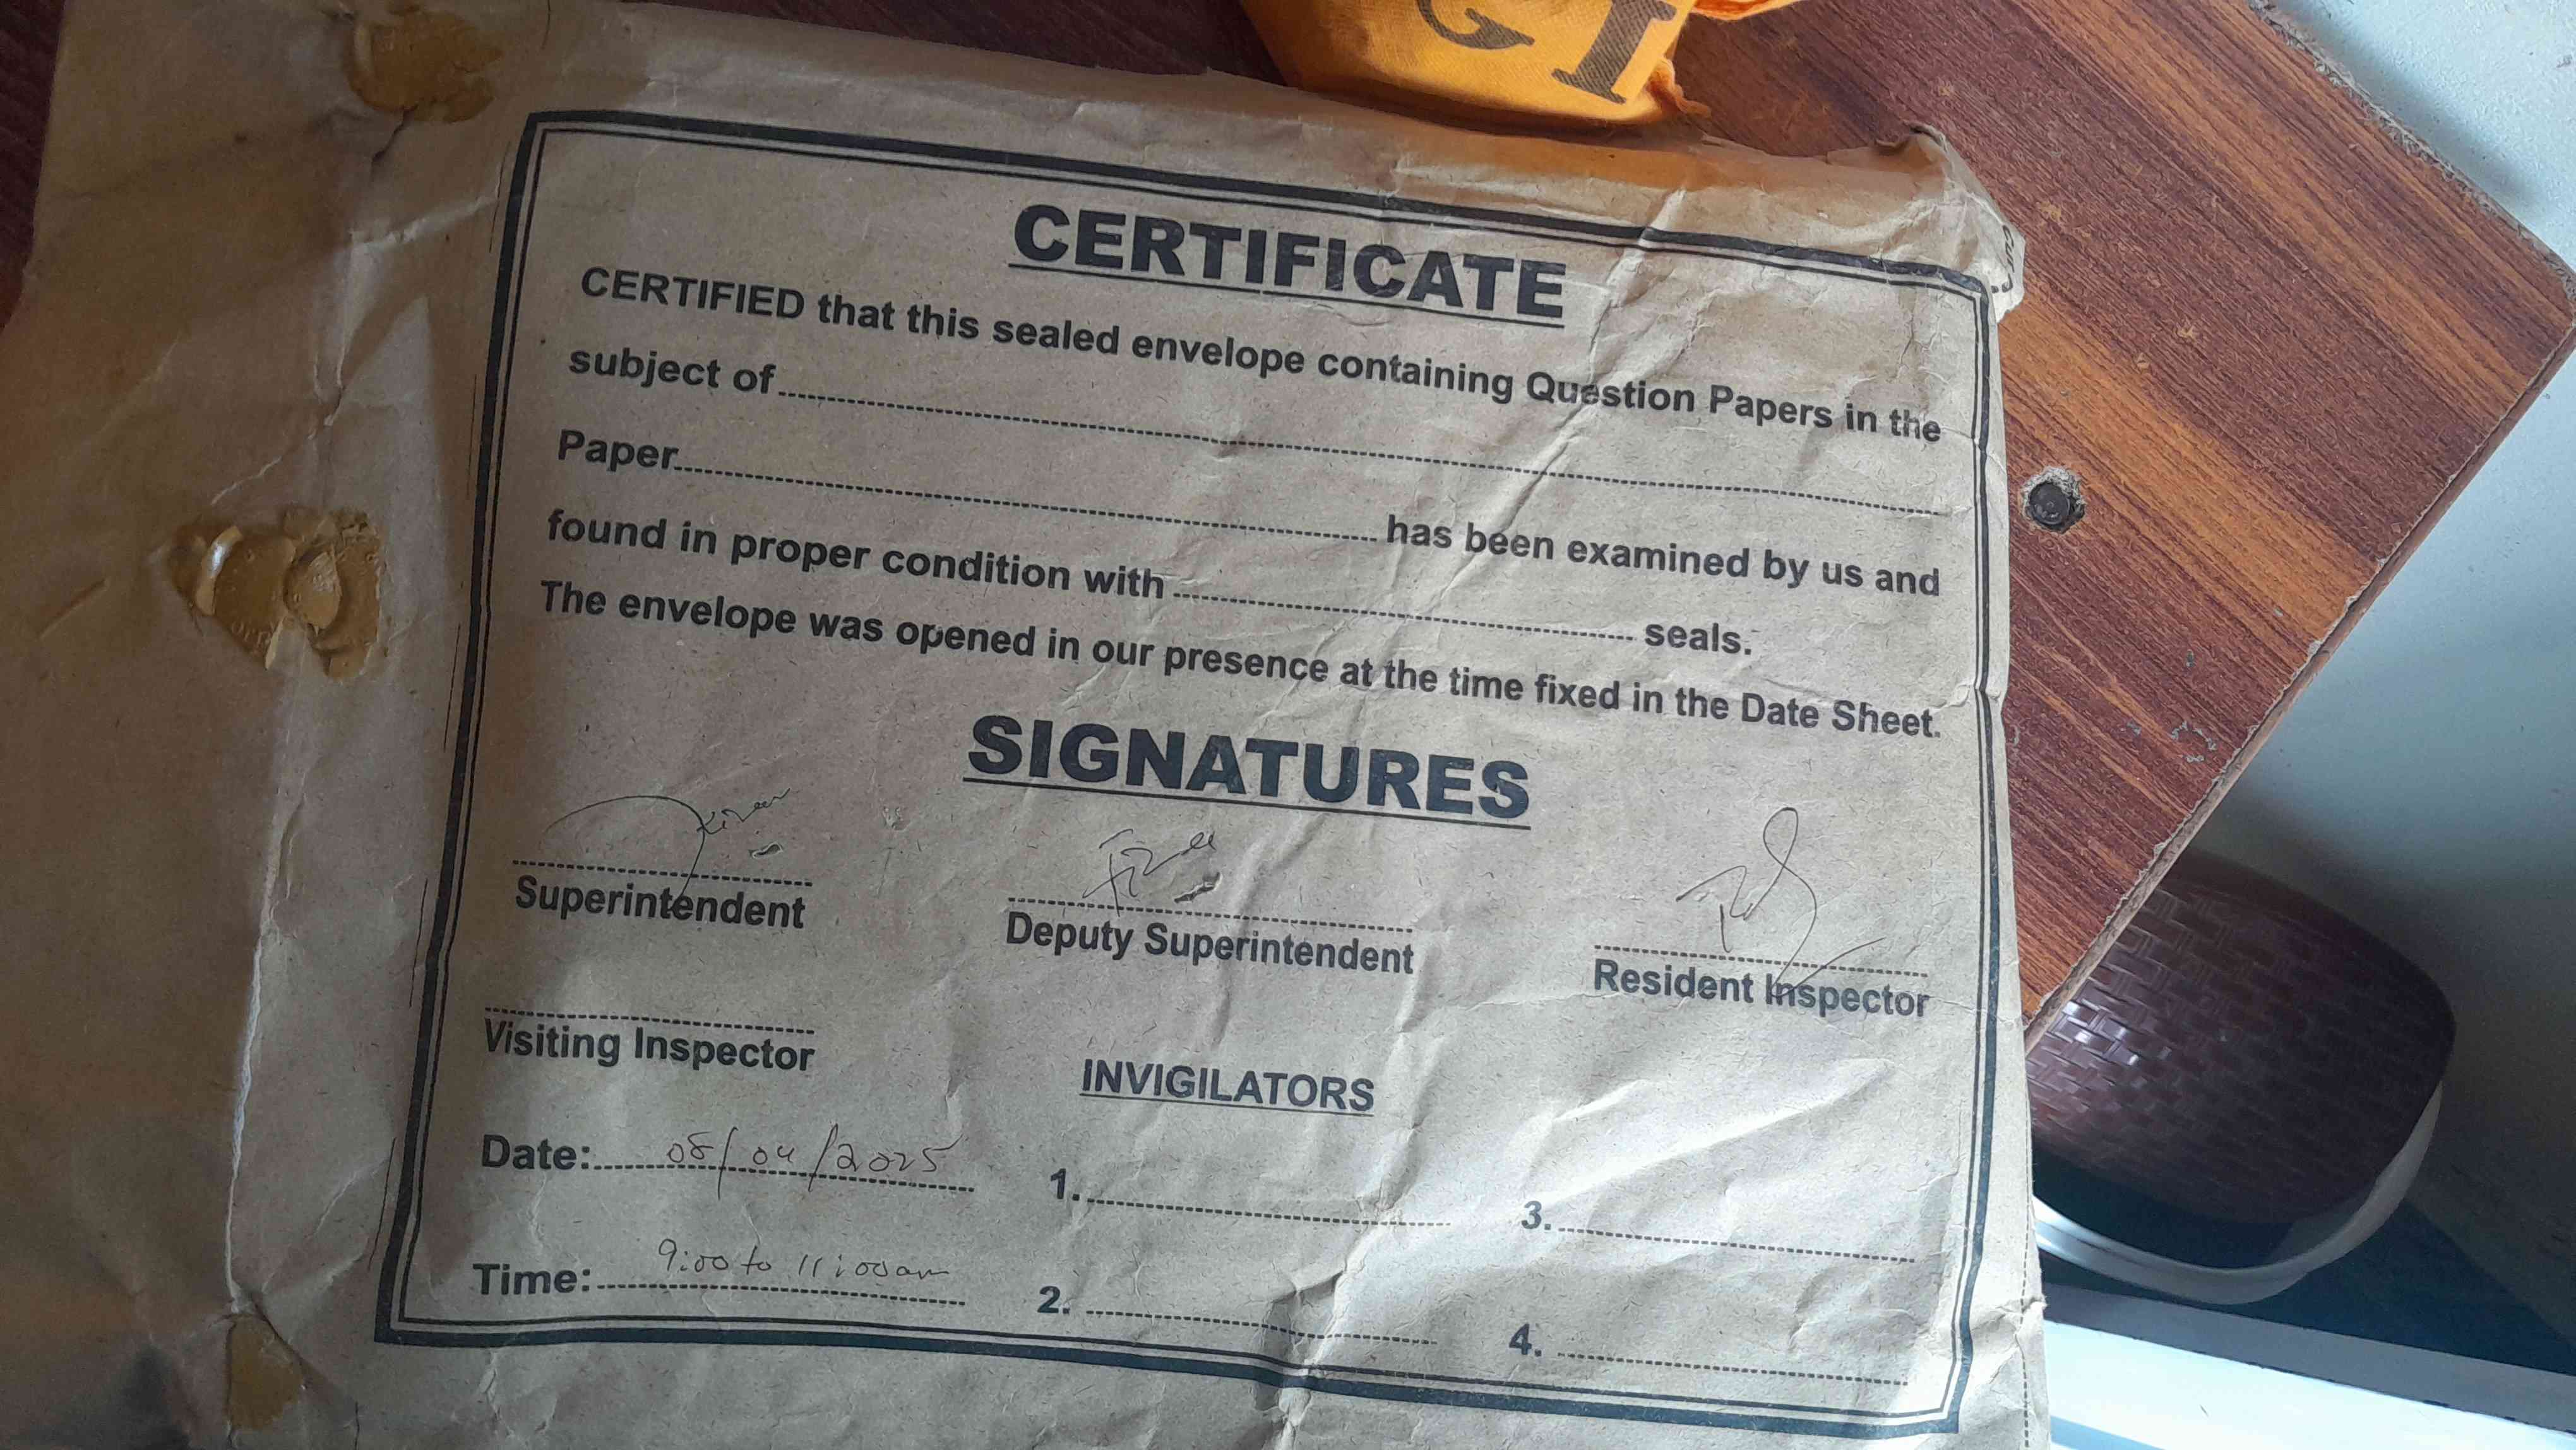 GI
CERTIFICATE
CERTIFIED that this sealed envelope containing Question Papers in the
subject of
Paper has been examined by us and
found in proper condition with seals.
The envelope was opened in our presence at the time fixed in the Date Sheet.
SIGNATURES
Superintendent
Deputy Superintendent
Resident Inspector
Visiting Inspector
INVIGILATORS
Date: 08/04/2025
1.
3.
Time: 9:00 to 11:00am
2.
4.